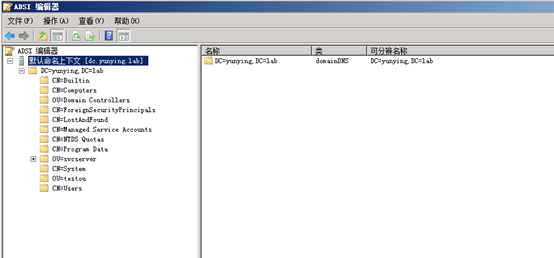 ADSI 编辑器
文件(F) 操作(A) 查看(V) 帮助(H)
ADSI 编辑器
默认命名上下文 [dc.yunying.lab]
DC=yunying,DC=lab
CN=Builtin
CN=Computers
OU=Domain Controllers
CN=ForeignSecurityPrincipals
CN=LostAndFound
CN=Managed Service Accounts
CN=NTDS Quotas
CN=Program Data
OU=svcserver
CN=System
OU=testou
CN=Users
名称 类 可分辨名称
DC=yunying,DC=lab domainDNS DC=yunying,DC=lab